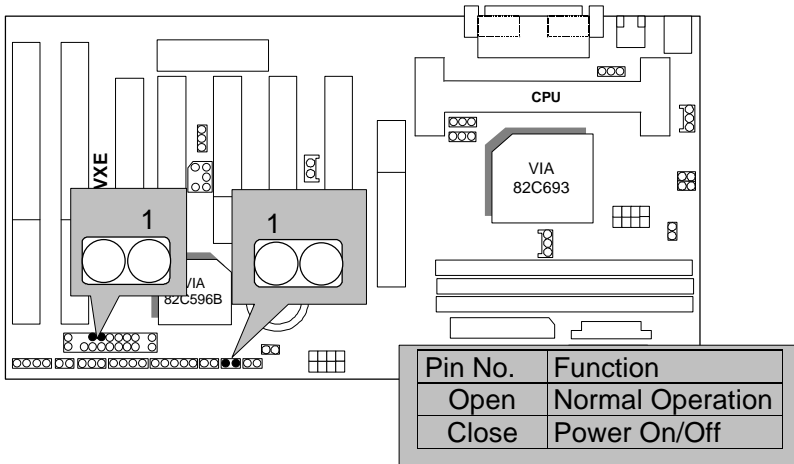 CPU
VXE
VIA
82C693
1
1
VIA
82C596B
Pin No. Function
Open Normal Operation
Close Power On/Off